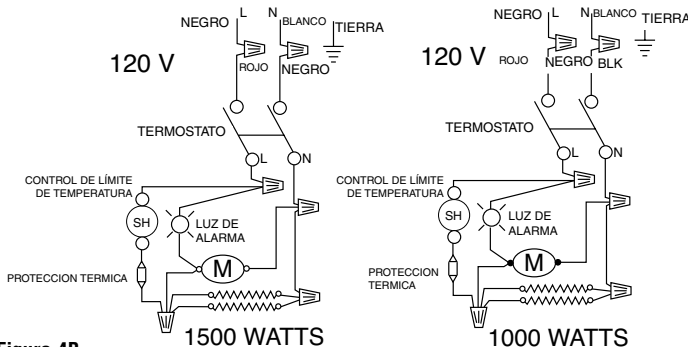 NEGRO L N BLANCO TIERRA
120 V ROJO NEGRO
TERMOSTATO
L N
CONTROL DE LÍMITE
DE TEMPERATURA
SH
LUZ DE
ALARMA
M
PROTECCION TERMICA
1500 WATTS
NEGRO L N BLANCO TIERRA
120 V ROJO NEGRO BLK
TERMOSTATO
L N
CONTROL DE LÍMITE
DE TEMPERATURA
SH
LUZ DE
ALARMA
M
PROTECCION
TERMICA
1000 WATTS